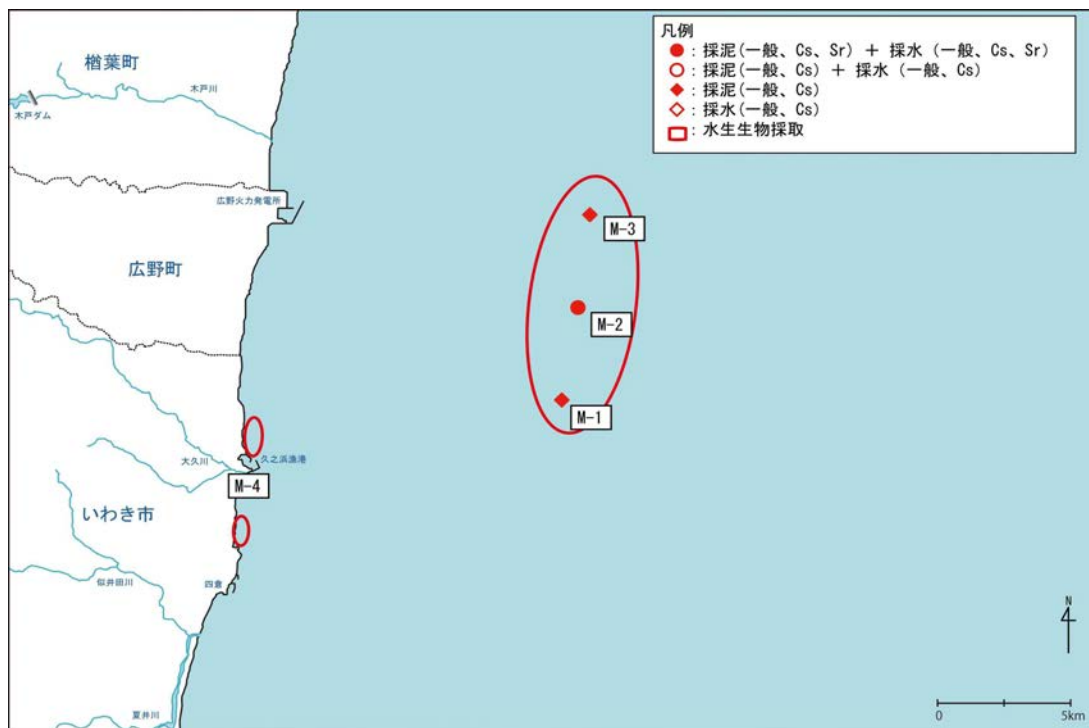 凡例
● : 採泥(一般、Cs、Sr) + 採水 (一般、Cs、Sr)
○ : 採泥(一般、Cs) + 採水 (一般、Cs)
◆ : 採泥(一般、Cs)
◇ : 採水(一般、Cs)
: 水生生物採取
楢葉町
木戸川
木戸ダム
広野火力発電所
M-3
広野町
M-2
M-1
大久川
久之浜漁港
M-4
いわき市
似井田川
四倉
N
夏井川
0 5km